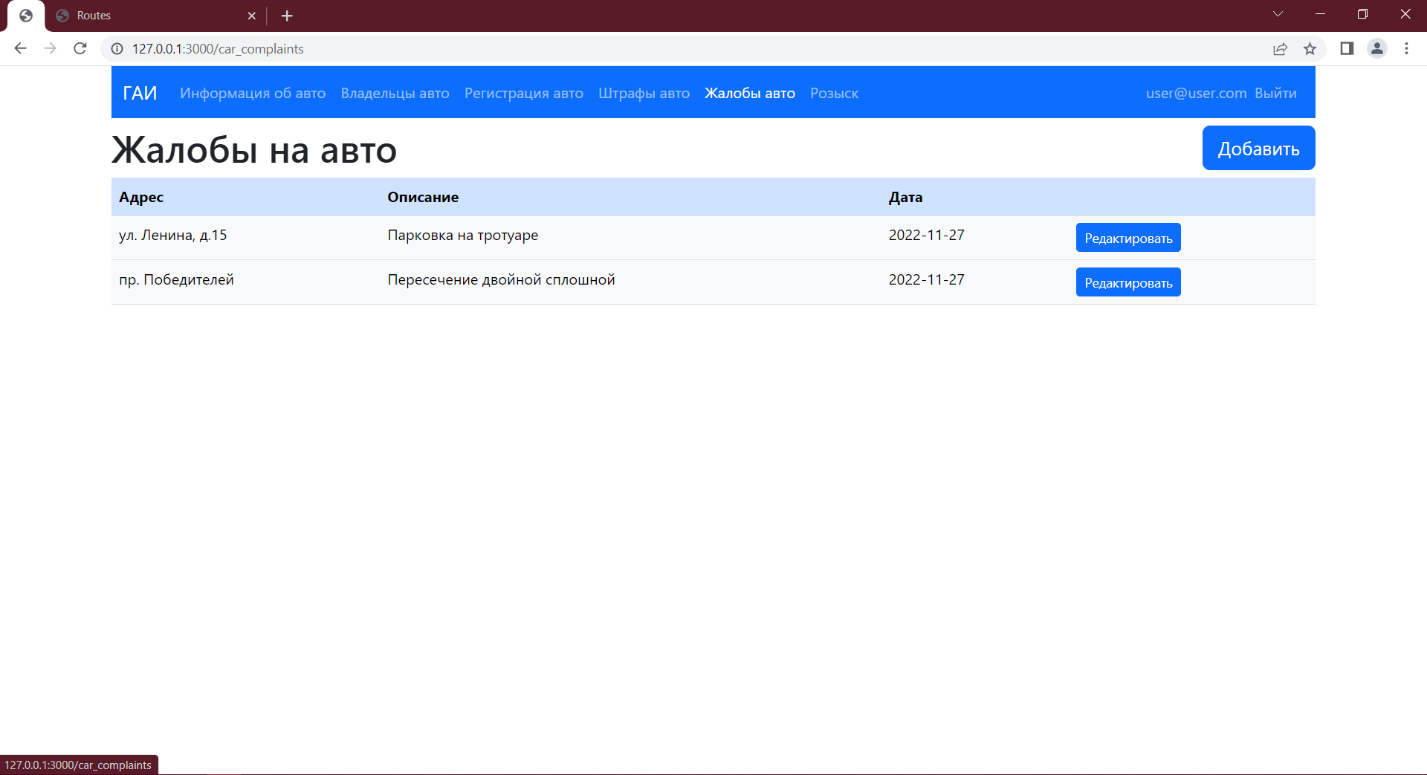 Routes
127.0.0.1:3000/car_complaints
ГАИ Информация об авто Владельцы авто Регистрация авто Штрафы авто Жалобы авто Розыск user@user.com Выйти
Жалобы на авто Добавить
Адрес Описание Дата
ул. Ленина, д.15 Парковка на тротуаре 2022-11-27 Редактировать
пр. Победителей Пересечение двойной сплошной 2022-11-27 Редактировать
127.0.0.1:3000/car_complaints